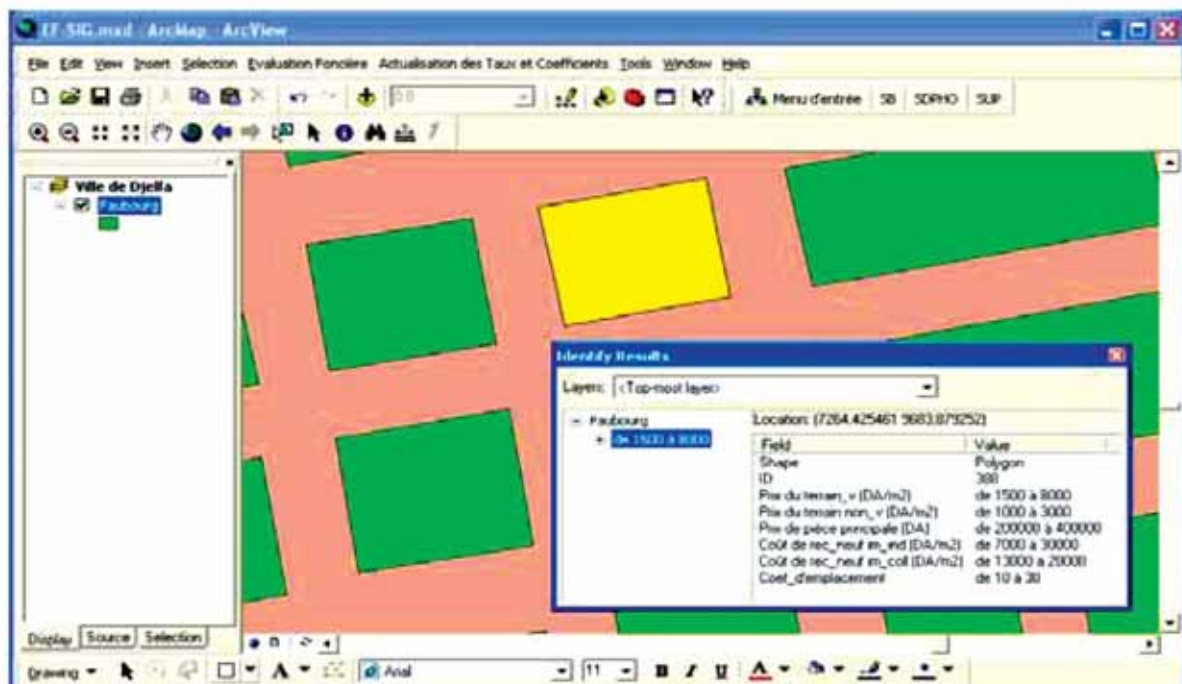 EF-SIG.mxd - ArcMap - ArcView
File Edit View Insert Selection Evaluation Foncière Actualisation des Taux et Coefficients Tools Window Help
Menu d'entrée SB SDPHO SUP
Ville de Djelfa
Faubourg
Identify Results
Layers: <Top-most layer>
Faubourg
de 1500 à 8000
Location: (7264.425461 9683.879252)
Field Value
Shape Polygon
ID 388
Prix du terrain_v (DA/m2) de 1500 à 8000
Prix du terrain non_v (DA/m2) de 1000 à 3000
Prix de pièce principale (DA) de 200000 à 400000
Coût de rec_neuf im_ind (DA/m2) de 7000 à 30000
Coût de rec_neuf im_coll (DA/m2) de 13000 à 20000
Coef_d'emplacement de 10 à 30
Display Source Selection
Drawing A Arial 11 B I U A